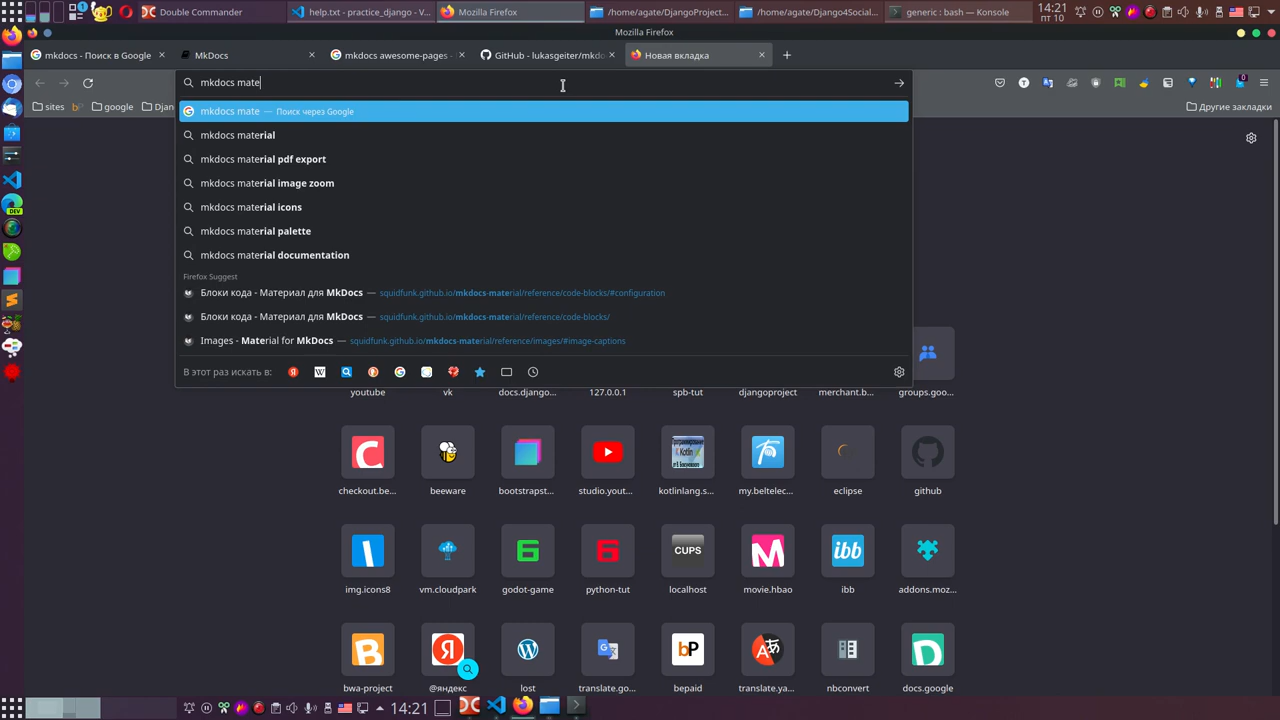 Double Commander
help.txt - practice_django - V...
Mozilla Firefox
/home/agate/DjangoProject...
/home/agate/Django4Social...
generic : bash — Konsole
14:21
ПТ 10
Mozilla Firefox
mkdocs - Поиск в Google
MkDocs
mkdocs awesome-pages -
GitHub - lukasgeiter/mkdo
Новая вкладка
mkdocs mate
sites
bP
google
Djan
Другие закладки
mkdocs mate — Поиск через Google
mkdocs material
mkdocs material pdf export
mkdocs material image zoom
mkdocs material icons
mkdocs material palette
mkdocs material documentation
Firefox Suggest
Блоки кода - Материал для MkDocs — squidfunk.github.io/mkdocs-material/reference/code-blocks/#configuration
Блоки кода - Материал для MkDocs — squidfunk.github.io/mkdocs-material/reference/code-blocks/
Images - Material for MkDocs — squidfunk.github.io/mkdocs-material/reference/images/#image-captions
В этот раз искать в:
youtube
vk
docs.django...
127.0.0.1
spb-tut
djangoproject
merchant.b...
groups.goo...
checkout.be...
beeware
bootstrapst...
studio.yout...
kotlinlang.s...
my.beltelec...
eclipse
github
CUPS
ibb
img.icons8
vm.cloudpark
godot-game
python-tut
localhost
movie.hbao
ibb
addons.moz...
bP
bwa-project
@яндекс
lost
translate.go...
bepaid
translate.ya...
nbconvert
docs.google
DEV
14:21